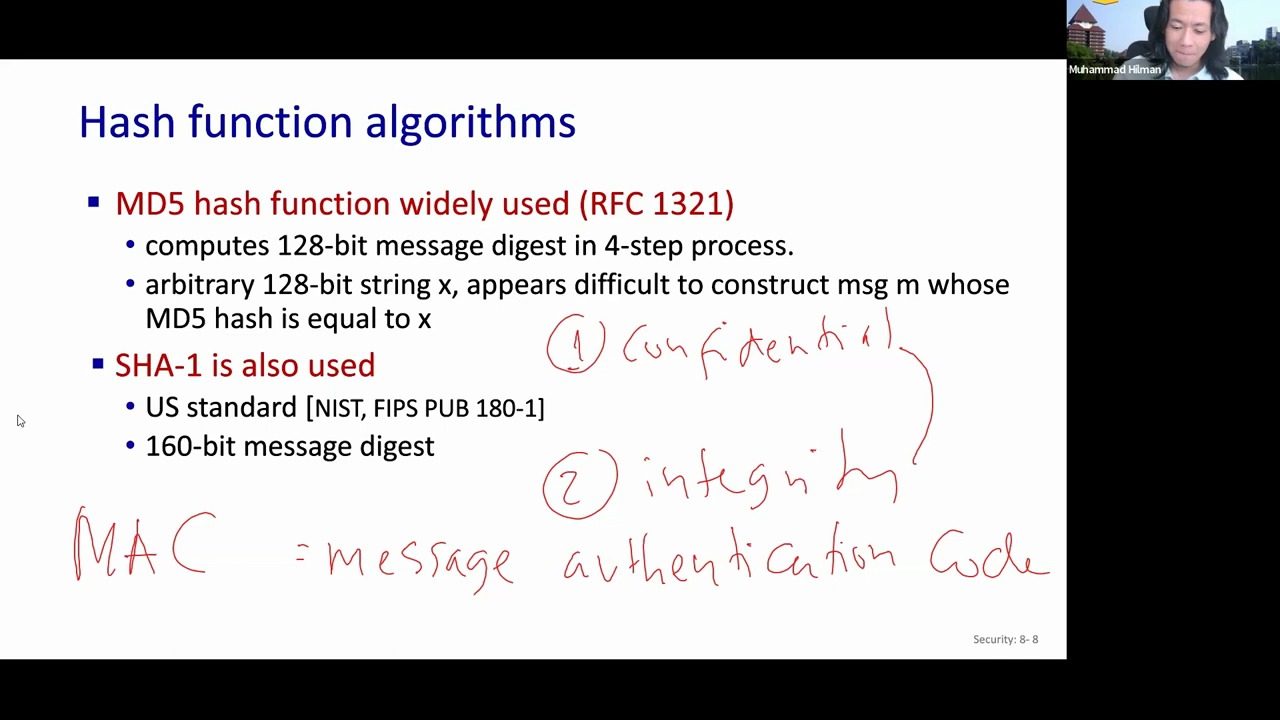 Muhammad Hilman
Hash function algorithms
▪ MD5 hash function widely used (RFC 1321)
• computes 128-bit message digest in 4-step process.
• arbitrary 128-bit string x, appears difficult to construct msg m whose
MD5 hash is equal to x
① confidential
▪ SHA-1 is also used
• US standard [NIST, FIPS PUB 180-1]
• 160-bit message digest
② integrity
MAC = message authentication Code
Security: 8- 8